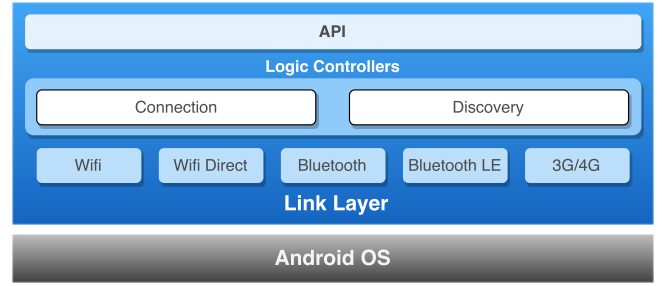 API
Logic Controllers
Connection
Discovery
Wifi
Wifi Direct
Bluetooth
Bluetooth LE
3G/4G
Link Layer
Android OS